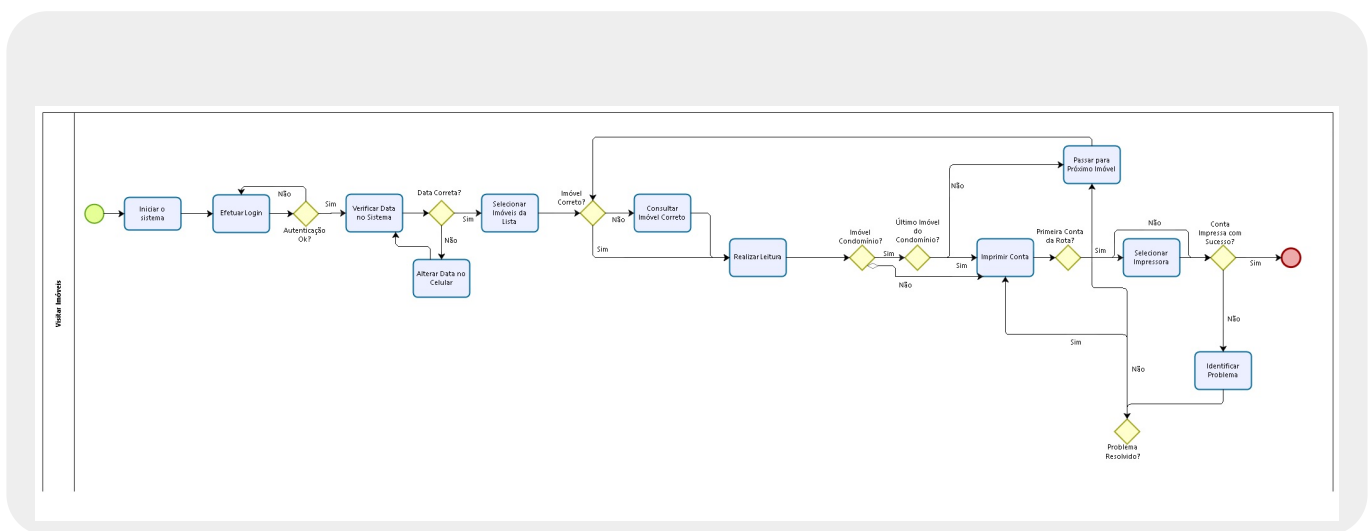 Visitar Imóveis
Iniciar o
sistema
Efetuar Login
Não
Autenticação
Ok?
Sim
Verificar Data
no Sistema
Data Correta?
Sim
Não
Alterar Data no
Celular
Selecionar
Imóveis da
Lista
Imóvel
Correto?
Não
Sim
Consultar
Imóvel Correto
Realizar Leitura
Imóvel
Condomínio?
Sim
Não
Último Imóvel
do
Condomínio?
Não
Sim
Imprimir Conta
Passar para
Próximo Imóvel
Primeira Conta
da Rota?
Sim
Não
Selecionar
Impressora
Conta
Impressa com
Sucesso?
Sim
Não
Identificar
Problema
Sim
Não
Problema
Resolvido?